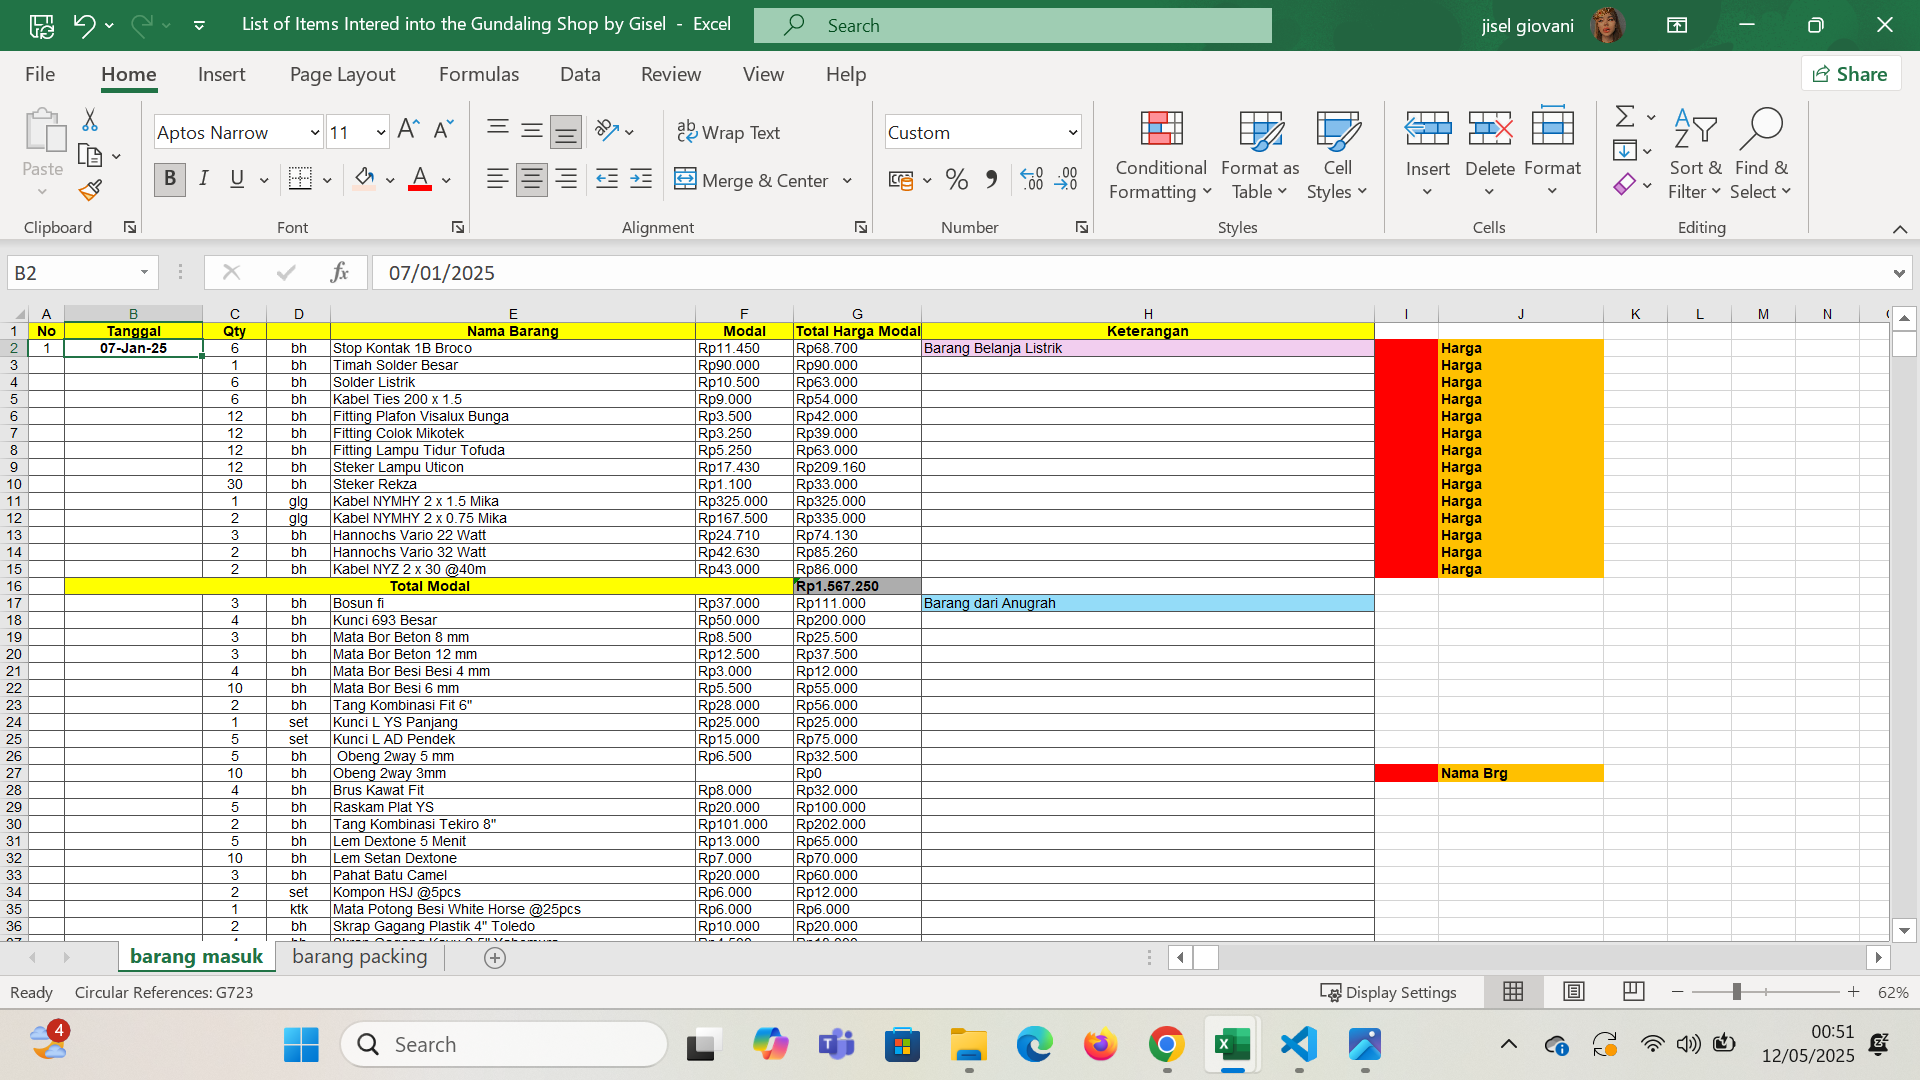 List of Items Intered into the Gundaling Shop by Gisel - Excel
Search
jisel giovani
File Home Insert Page Layout Formulas Data Review View Help
Share
Paste
Clipboard
Aptos Narrow 11
B I U
Font
Wrap Text
Merge & Center
Alignment
Custom
Number
Conditional Formatting
Format as Table
Cell Styles
Styles
Insert Delete Format
Cells
Sort & Filter
Find & Select
Editing
B2
fx
07/01/2025
A B C D E F G H I J K L M N
1 No Tanggal Qty Nama Barang Modal Total Harga Modal Keterangan
2 1 07-Jan-25 6 bh Stop Kontak 1B Broco Rp11.450 Rp68.700 Barang Belanja Listrik Harga
3 1 bh Timah Solder Besar Rp90.000 Rp90.000 Harga
4 6 bh Solder Listrik Rp10.500 Rp63.000 Harga
5 6 bh Kabel Ties 200 x 1.5 Rp9.000 Rp54.000 Harga
6 12 bh Fitting Plafon Visalux Bunga Rp3.500 Rp42.000 Harga
7 12 bh Fitting Colok Mikotek Rp3.250 Rp39.000 Harga
8 12 bh Fitting Lampu Tidur Tofuda Rp5.250 Rp63.000 Harga
9 12 bh Steker Lampu Uticon Rp17.430 Rp209.160 Harga
10 30 bh Steker Rekza Rp1.100 Rp33.000 Harga
11 1 glg Kabel NYMHY 2 x 1.5 Mika Rp325.000 Rp325.000 Harga
12 2 glg Kabel NYMHY 2 x 0.75 Mika Rp167.500 Rp335.000 Harga
13 3 bh Hannochs Vario 22 Watt Rp24.710 Rp74.130 Harga
14 2 bh Hannochs Vario 32 Watt Rp42.630 Rp85.260 Harga
15 2 bh Kabel NYZ 2 x 30 @40m Rp43.000 Rp86.000 Harga
16 Total Modal Rp1.567.250
17 3 bh Bosun fi Rp37.000 Rp111.000 Barang dari Anugrah
18 4 bh Kunci 693 Besar Rp50.000 Rp200.000
19 3 bh Mata Bor Beton 8 mm Rp8.500 Rp25.500
20 3 bh Mata Bor Beton 12 mm Rp12.500 Rp37.500
21 4 bh Mata Bor Besi Besi 4 mm Rp3.000 Rp12.000
22 10 bh Mata Bor Besi 6 mm Rp5.500 Rp55.000
23 2 bh Tang Kombinasi Fit 6" Rp28.000 Rp56.000
24 1 set Kunci L YS Panjang Rp25.000 Rp25.000
25 5 set Kunci L AD Pendek Rp15.000 Rp75.000
26 5 bh Obeng 2way 5 mm Rp6.500 Rp32.500
27 10 bh Obeng 2way 3mm Rp0 Nama Brg
28 4 bh Brus Kawat Fit Rp8.000 Rp32.000
29 5 bh Raskam Plat YS Rp20.000 Rp100.000
30 2 bh Tang Kombinasi Tekiro 8" Rp101.000 Rp202.000
31 5 bh Lem Dextone 5 Menit Rp13.000 Rp65.000
32 10 bh Lem Setan Dextone Rp7.000 Rp70.000
33 3 bh Pahat Batu Camel Rp20.000 Rp60.000
34 2 set Kompon HSJ @5pcs Rp6.000 Rp12.000
35 1 ktk Mata Potong Besi White Horse @25pcs Rp6.000 Rp6.000
36 2 bh Skrap Gagang Plastik 4" Toledo Rp10.000 Rp20.000
barang masuk barang packing
Ready Circular References: G723
Display Settings
62%
4
Search
00:51
12/05/2025